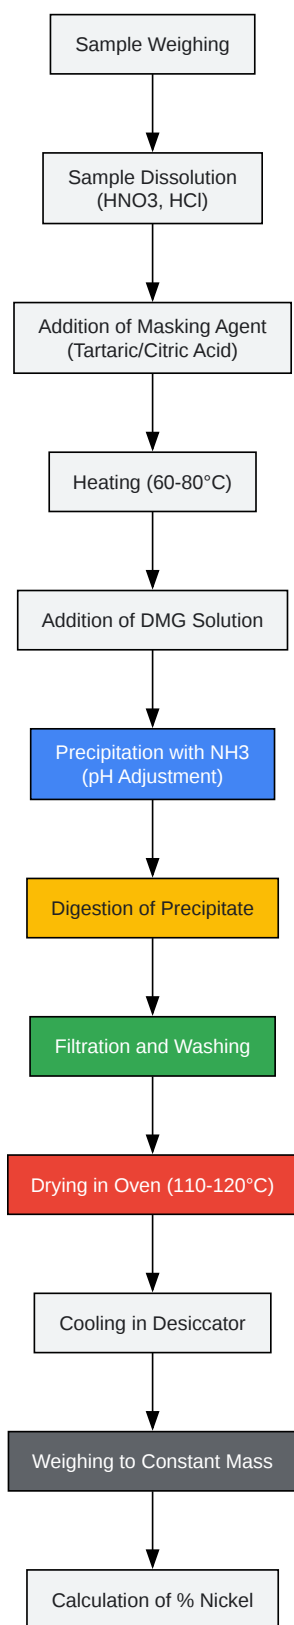 Sample Weighing
Sample Dissolution
(HNO3, HCl)
Addition of Masking Agent
(Tartaric/Citric Acid)
Heating (60-80°C)
Addition of DMG Solution
Precipitation with NH3
(pH Adjustment)
Digestion of Precipitate
Filtration and Washing
Drying in Oven (110-120°C)
Cooling in Desiccator
Weighing to Constant Mass
Calculation of % Nickel